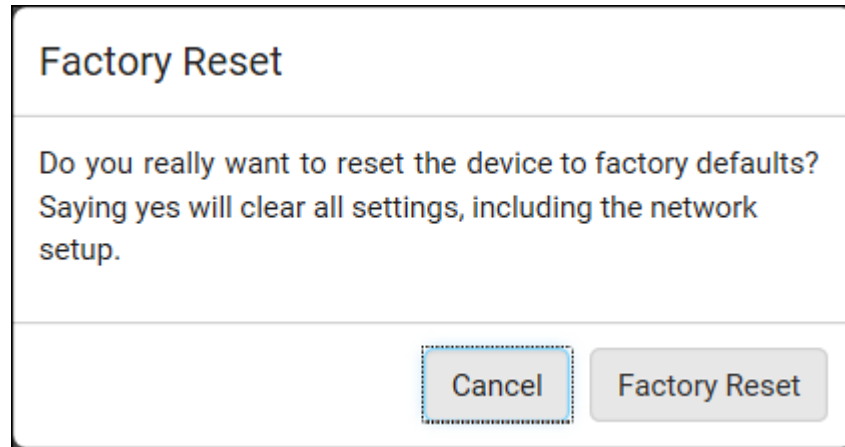 Factory Reset
Do you really want to reset the device to factory defaults?
Saying yes will clear all settings, including the network
setup.
Cancel Factory Reset